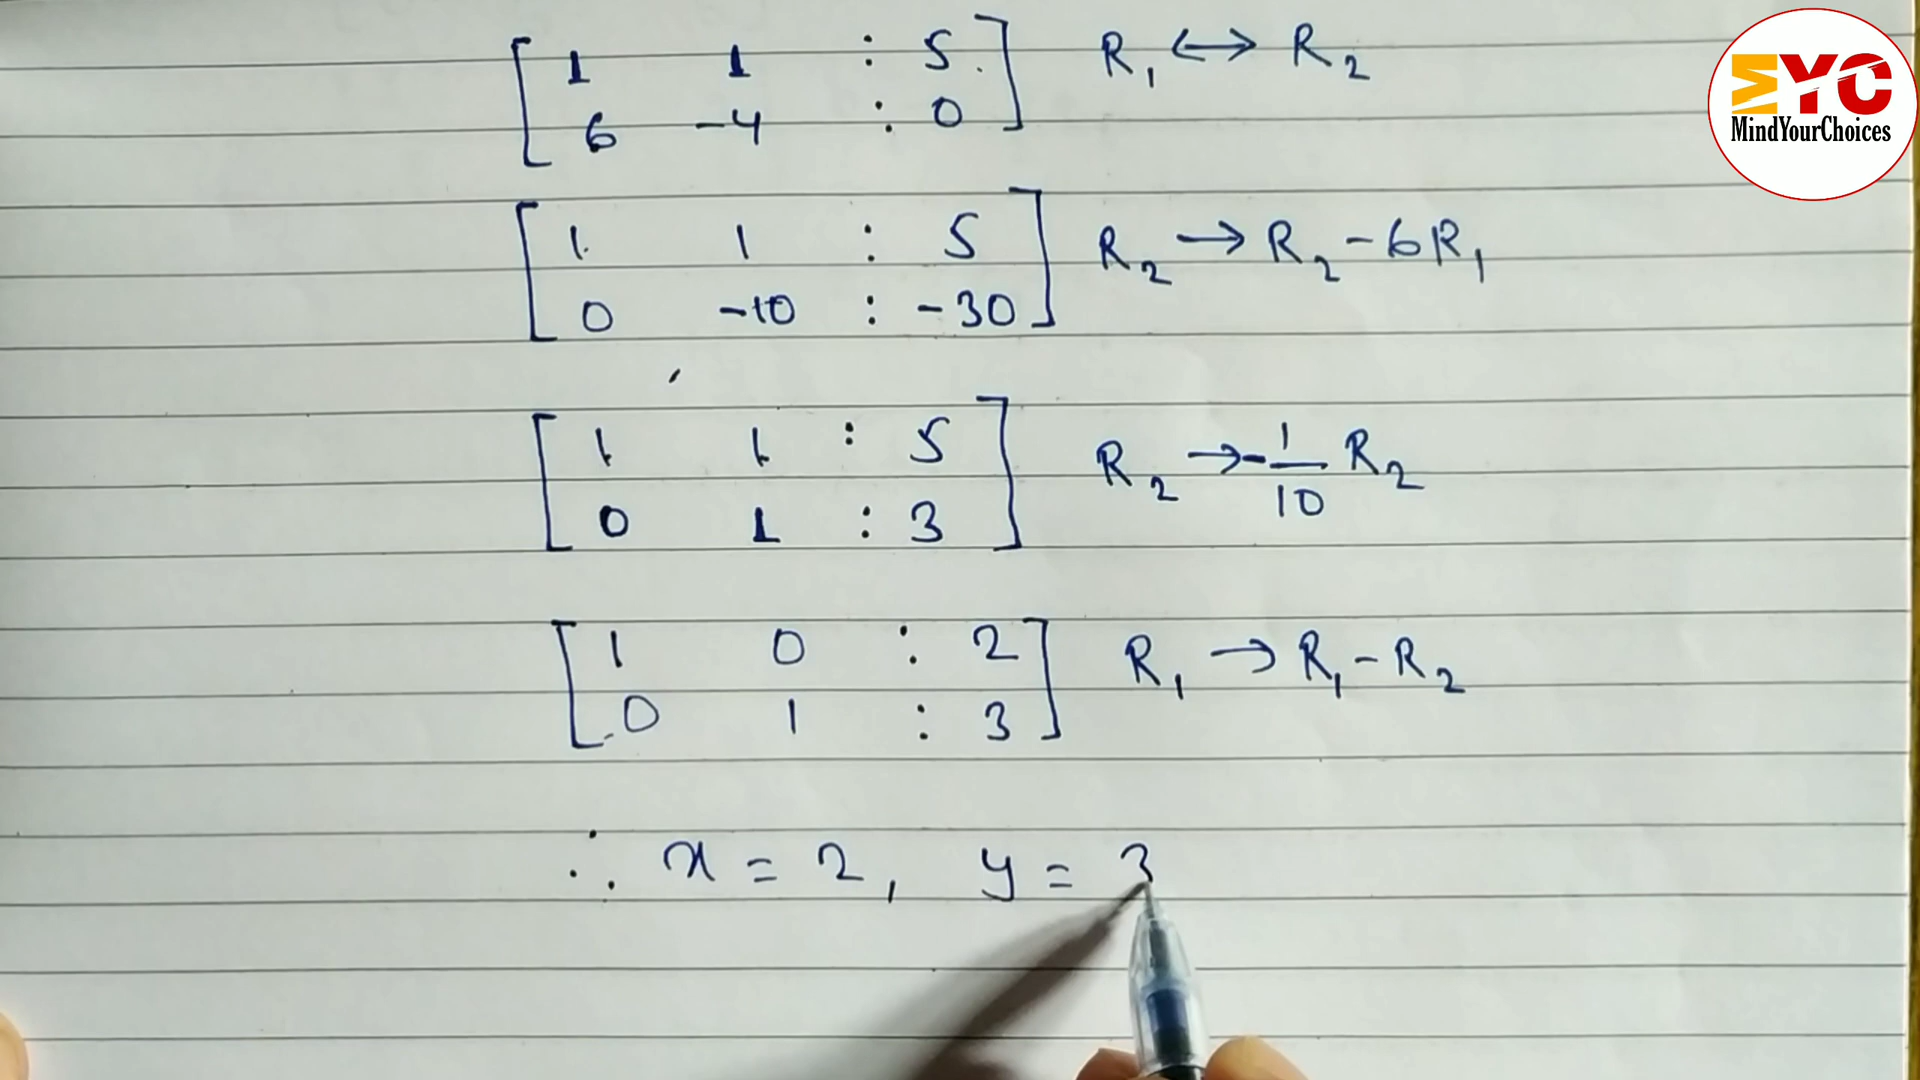 [ 1 1 : 5 ] R₁ ↔ R₂
[ 6 -4 : 0 ]
[ 1 1 : 5 ] R₂ → R₂ - 6R₁
[ 0 -10 : -30 ]
[ 1 1 : 5 ] R₂ → -1/10 R₂
[ 0 1 : 3 ]
[ 1 0 : 2 ] R₁ → R₁ - R₂
[ 0 1 : 3 ]
∴ x = 2, y = 3
MYC
MindYourChoices